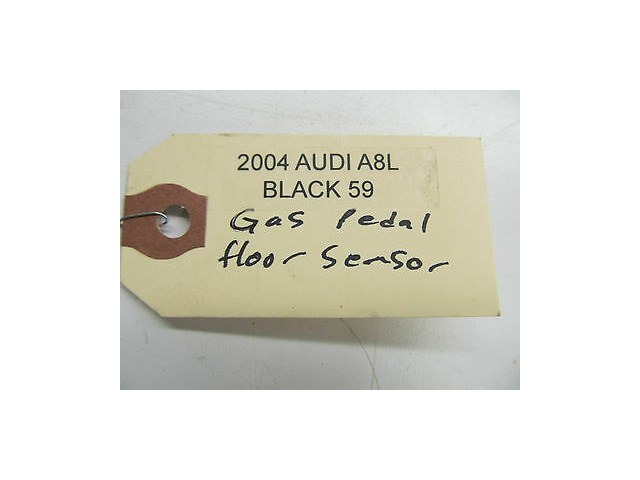 2004 AUDI A8L
BLACK 59
Gas Pedal
floor Sensor